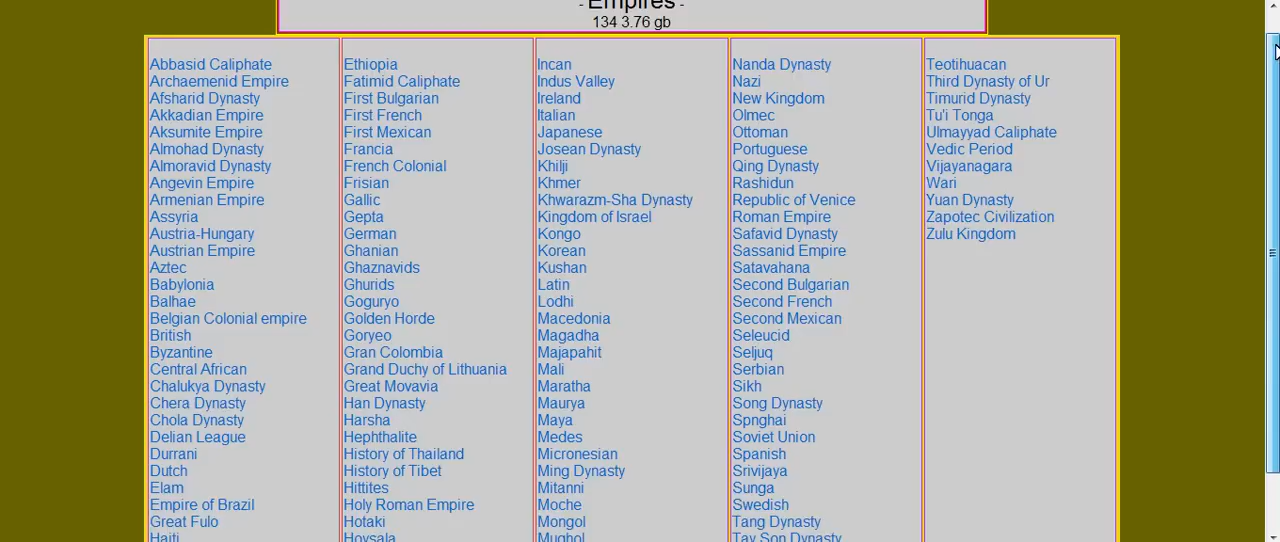 - Empires -
134 3.76 gb
Abbasid Caliphate
Archaemenid Empire
Afsharid Dynasty
Akkadian Empire
Aksumite Empire
Almohad Dynasty
Almoravid Dynasty
Angevin Empire
Armenian Empire
Assyria
Austria-Hungary
Austrian Empire
Aztec
Babylonia
Balhae
Belgian Colonial empire
British
Byzantine
Central African
Chalukya Dynasty
Chera Dynasty
Chola Dynasty
Delian League
Durrani
Dutch
Elam
Empire of Brazil
Great Fulo
Haiti
Ethiopia
Fatimid Caliphate
First Bulgarian
First French
First Mexican
Francia
French Colonial
Frisian
Gallic
Gepta
German
Ghanian
Ghaznavids
Ghurids
Goguryo
Golden Horde
Goryeo
Gran Colombia
Grand Duchy of Lithuania
Great Movavia
Han Dynasty
Harsha
Hephthalite
History of Thailand
History of Tibet
Hittites
Holy Roman Empire
Hotaki
Hoysala
Incan
Indus Valley
Ireland
Italian
Japanese
Josean Dynasty
Khilji
Khmer
Khwarazm-Sha Dynasty
Kingdom of Israel
Kongo
Korean
Kushan
Latin
Lodhi
Macedonia
Magadha
Majapahit
Mali
Maratha
Maurya
Maya
Medes
Micronesian
Ming Dynasty
Mitanni
Moche
Mongol
Mughol
Nanda Dynasty
Nazi
New Kingdom
Olmec
Ottoman
Portuguese
Qing Dynasty
Rashidun
Republic of Venice
Roman Empire
Safavid Dynasty
Sassanid Empire
Satavahana
Second Bulgarian
Second French
Second Mexican
Seleucid
Seljuq
Serbian
Sikh
Song Dynasty
Spnghai
Soviet Union
Spanish
Srivijaya
Sunga
Swedish
Tang Dynasty
Tay Son Dynasty
Teotihuacan
Third Dynasty of Ur
Timurid Dynasty
Tu'i Tonga
Ulmayyad Caliphate
Vedic Period
Vijayanagara
Wari
Yuan Dynasty
Zapotec Civilization
Zulu Kingdom